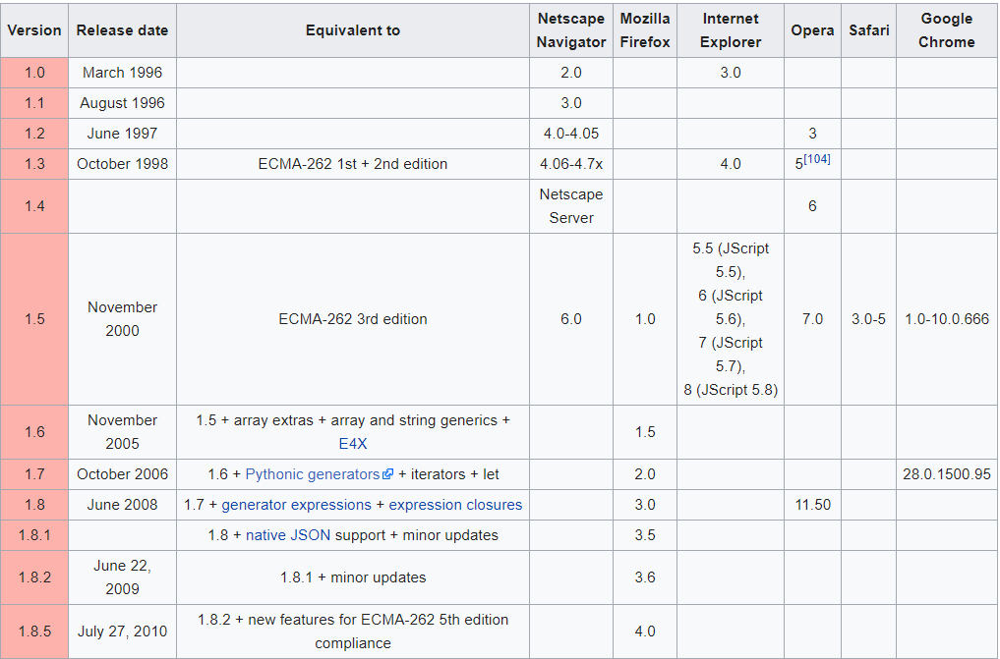 Version Release date Equivalent to Netscape Navigator Mozilla Firefox Internet Explorer Opera Safari Google Chrome
1.0 March 1996 2.0 3.0
1.1 August 1996 3.0
1.2 June 1997 4.0-4.05 3
1.3 October 1998 ECMA-262 1st + 2nd edition 4.06-4.7x 4.0 5[104]
1.4 Netscape Server 6
1.5 November 2000 ECMA-262 3rd edition 6.0 1.0 5.5 (JScript 5.5), 6 (JScript 5.6), 7 (JScript 5.7), 8 (JScript 5.8) 7.0 3.0-5 1.0-10.0.666
1.6 November 2005 1.5 + array extras + array and string generics + E4X 1.5
1.7 October 2006 1.6 + Pythonic generators + iterators + let 2.0 28.0.1500.95
1.8 June 2008 1.7 + generator expressions + expression closures 3.0 11.50
1.8.1 1.8 + native JSON support + minor updates 3.5
1.8.2 June 22, 2009 1.8.1 + minor updates 3.6
1.8.5 July 27, 2010 1.8.2 + new features for ECMA-262 5th edition compliance 4.0